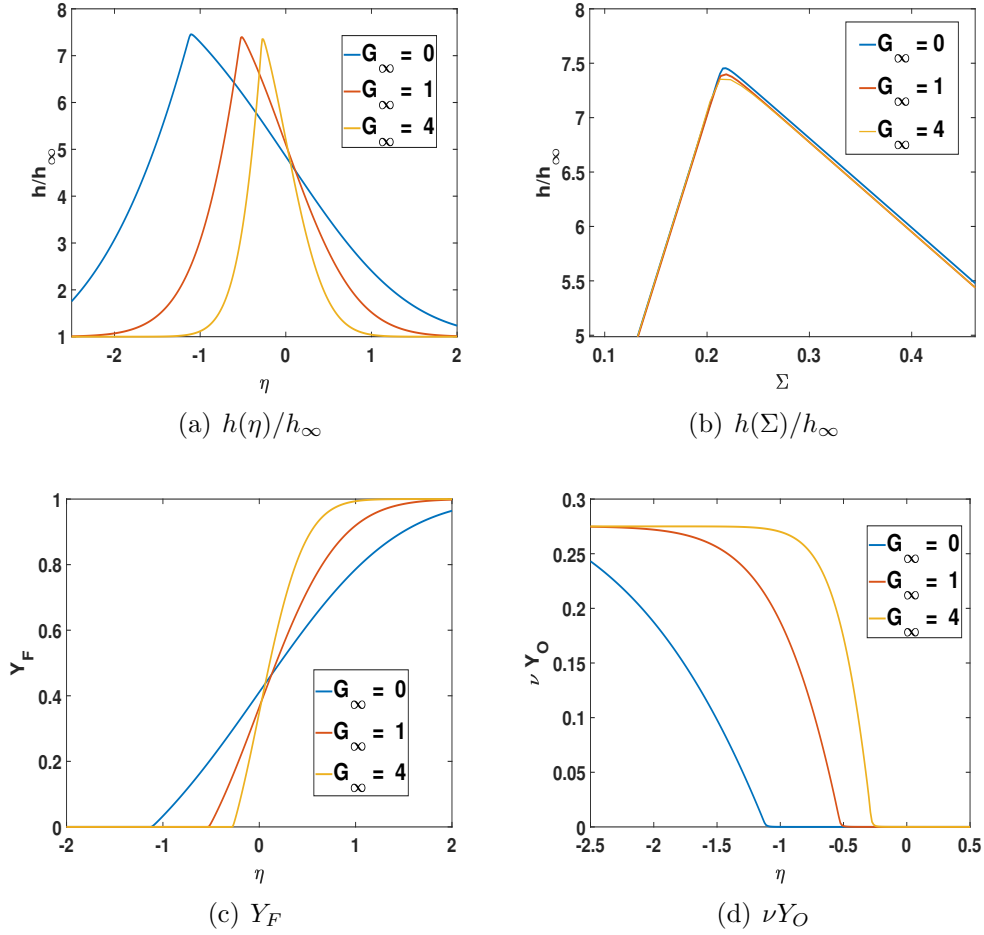 8
7
6
5
4
3
2
1
h/h∞
-2
-1
0
1
2
η
G∞ = 0
G∞ = 1
G∞ = 4
(a) h(η)/h∞
8
7.5
7
6.5
6
5.5
5
h/h∞
0.1
0.2
0.3
0.4
Σ
G∞ = 0
G∞ = 1
G∞ = 4
(b) h(Σ)/h∞
1
0.8
0.6
0.4
0.2
0
Y_F
-2
-1
0
1
2
η
G∞ = 0
G∞ = 1
G∞ = 4
(c) Y_F
0.3
0.25
0.2
0.15
0.1
0.05
0
ν Y_O
-2.5
-2
-1.5
-1
-0.5
0
0.5
η
G∞ = 0
G∞ = 1
G∞ = 4
(d) νY_O